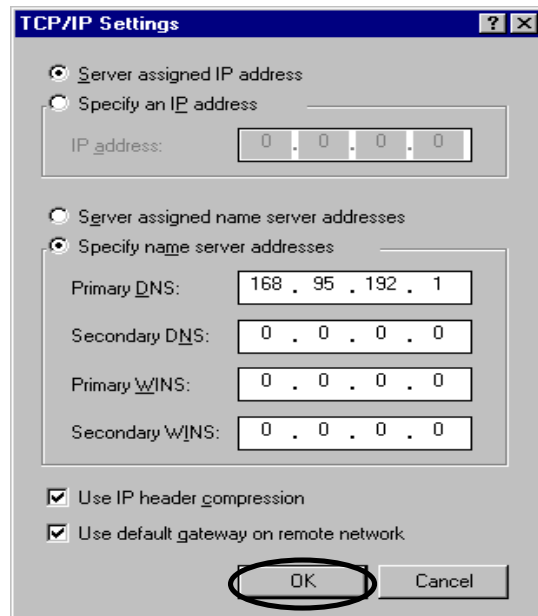 TCP/IP Settings
Server assigned IP address
Specify an IP address
IP address: 0 . 0 . 0 . 0
Server assigned name server addresses
Specify name server addresses
Primary DNS: 168 . 95 . 192 . 1
Secondary DNS: 0 . 0 . 0 . 0
Primary WINS: 0 . 0 . 0 . 0
Secondary WINS: 0 . 0 . 0 . 0
Use IP header compression
Use default gateway on remote network
OK Cancel